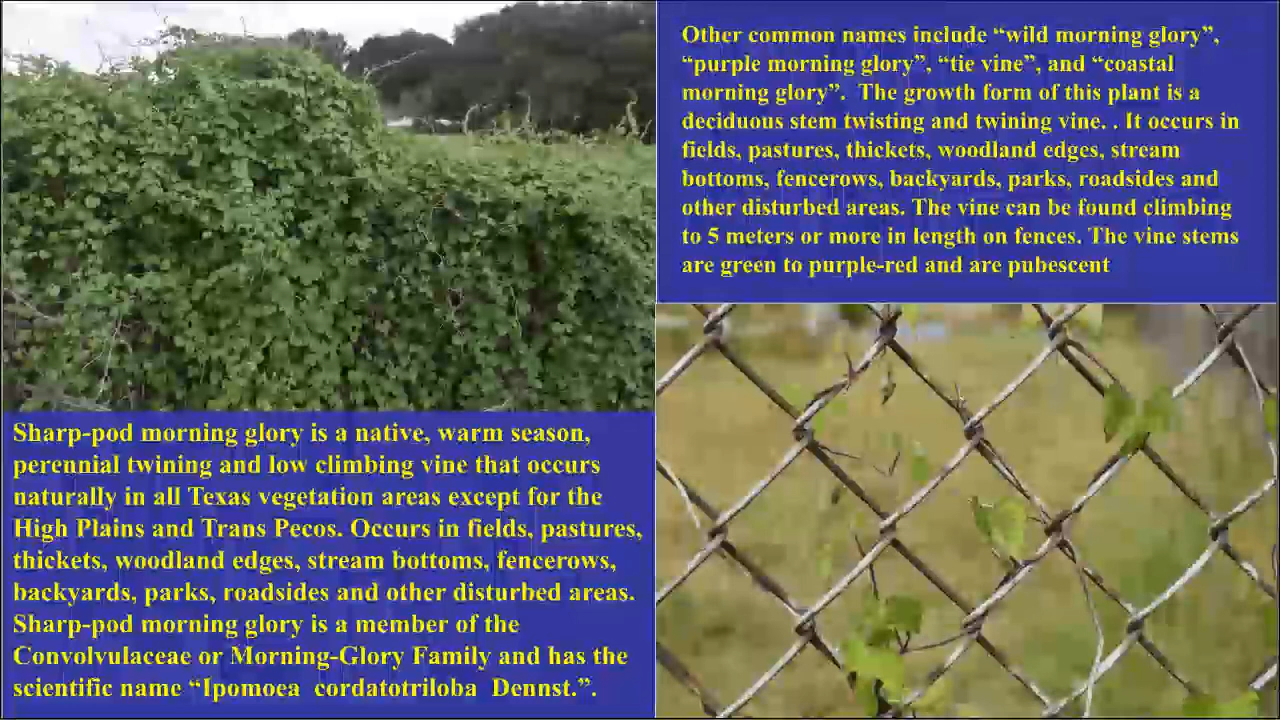 Other common names include “wild morning glory”,
“purple morning glory”, “tie vine”, and “coastal
morning glory”.  The growth form of this plant is a
deciduous stem twisting and twining vine. . It occurs in
fields, pastures, thickets, woodland edges, stream
bottoms, fencerows, backyards, parks, roadsides and
other disturbed areas. The vine can be found climbing
to 5 meters or more in length on fences. The vine stems
are green to purple-red and are pubescent
Sharp-pod morning glory is a native, warm season,
perennial twining and low climbing vine that occurs
naturally in all Texas vegetation areas except for the
High Plains and Trans Pecos. Occurs in fields, pastures,
thickets, woodland edges, stream bottoms, fencerows,
backyards, parks, roadsides and other disturbed areas.
Sharp-pod morning glory is a member of the
Convolvulaceae or Morning-Glory Family and has the
scientific name “Ipomoea  cordatotriloba  Dennst.”.